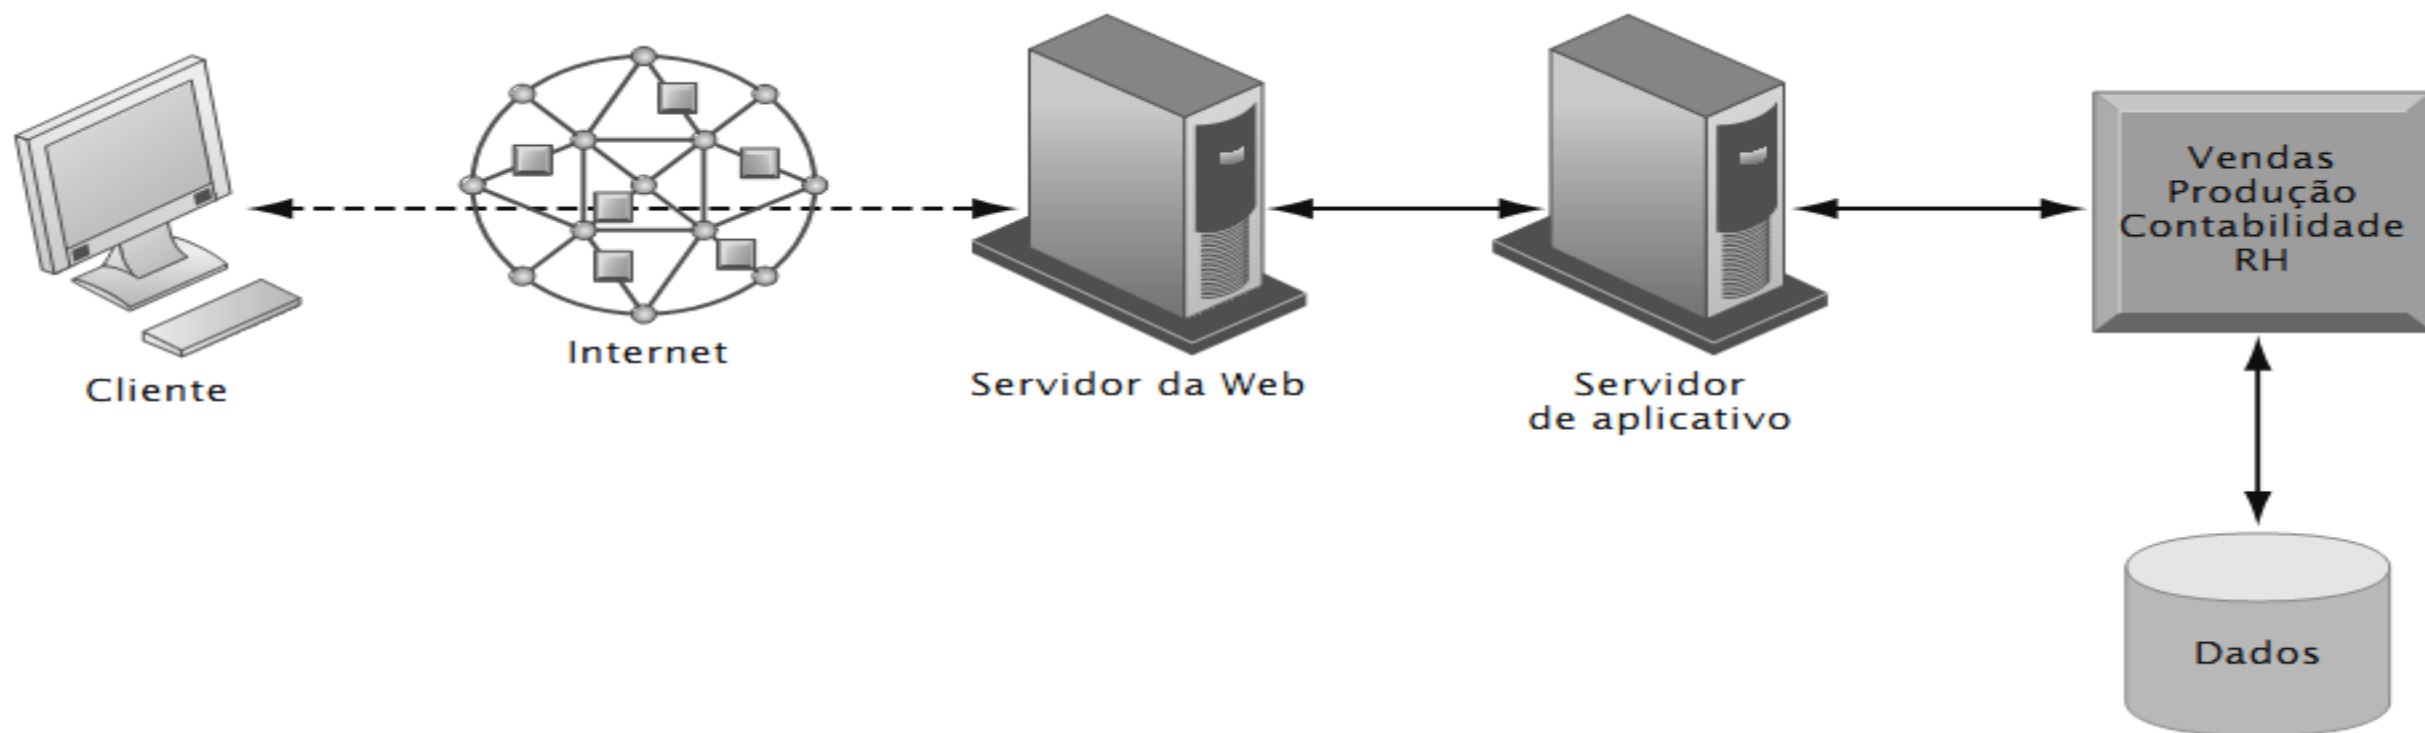 Cliente
Internet
Servidor da Web
Servidor
de aplicativo
Vendas
Produção
Contabilidade
RH
Dados